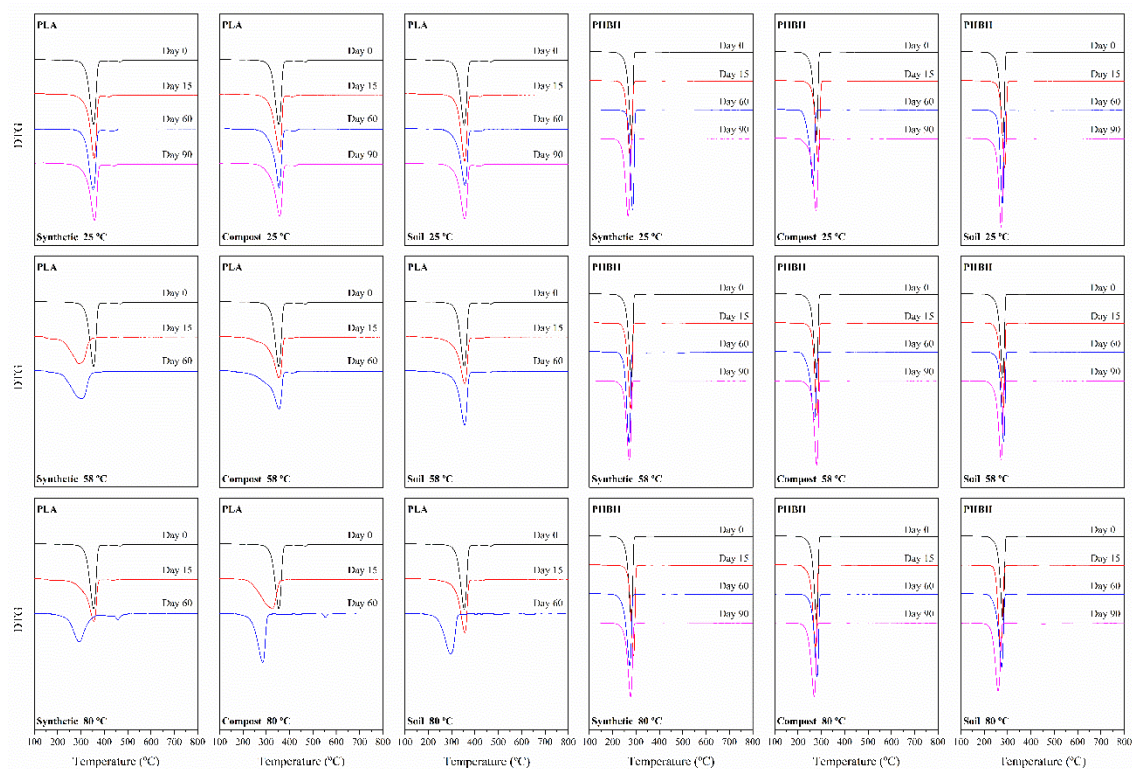 PLA
Day 0
Day 15
Day 60
Day 90
Synthetic 25 °C
PLA
Day 0
Day 15
Day 60
Day 90
Compost 25 °C
PLA
Day 0
Day 15
Day 60
Day 90
Soil 25 °C
PHBH
Day 0
Day 15
Day 60
Day 90
Synthetic 25 °C
PHBH
Day 0
Day 15
Day 60
Day 90
Compost 25 °C
PHBH
Day 0
Day 15
Day 60
Day 90
Soil 25 °C
DTG
PLA
Day 0
Day 15
Day 60
Synthetic 58 °C
PLA
Day 0
Day 15
Day 60
Compost 58 °C
PLA
Day 0
Day 15
Day 60
Soil 58 °C
PHBH
Day 0
Day 15
Day 60
Day 90
Synthetic 58 °C
PHBH
Day 0
Day 15
Day 60
Day 90
Compost 58 °C
PHBH
Day 0
Day 15
Day 60
Day 90
Soil 58 °C
DTG
PLA
Day 0
Day 15
Day 60
Synthetic 80 °C
PLA
Day 0
Day 15
Day 60
Compost 80 °C
PLA
Day 0
Day 15
Day 60
Soil 80 °C
PHBH
Day 0
Day 15
Day 60
Day 90
Synthetic 80 °C
PHBH
Day 0
Day 15
Day 60
Day 90
Compost 80 °C
PHBH
Day 0
Day 15
Day 60
Day 90
Soil 80 °C
DTG
100 200 300 400 500 600 700 800
100 200 300 400 500 600 700 800
100 200 300 400 500 600 700 800
100 200 300 400 500 600 700 800
100 200 300 400 500 600 700 800
100 200 300 400 500 600 700 800
Temperature (°C)
Temperature (°C)
Temperature (°C)
Temperature (°C)
Temperature (°C)
Temperature (°C)